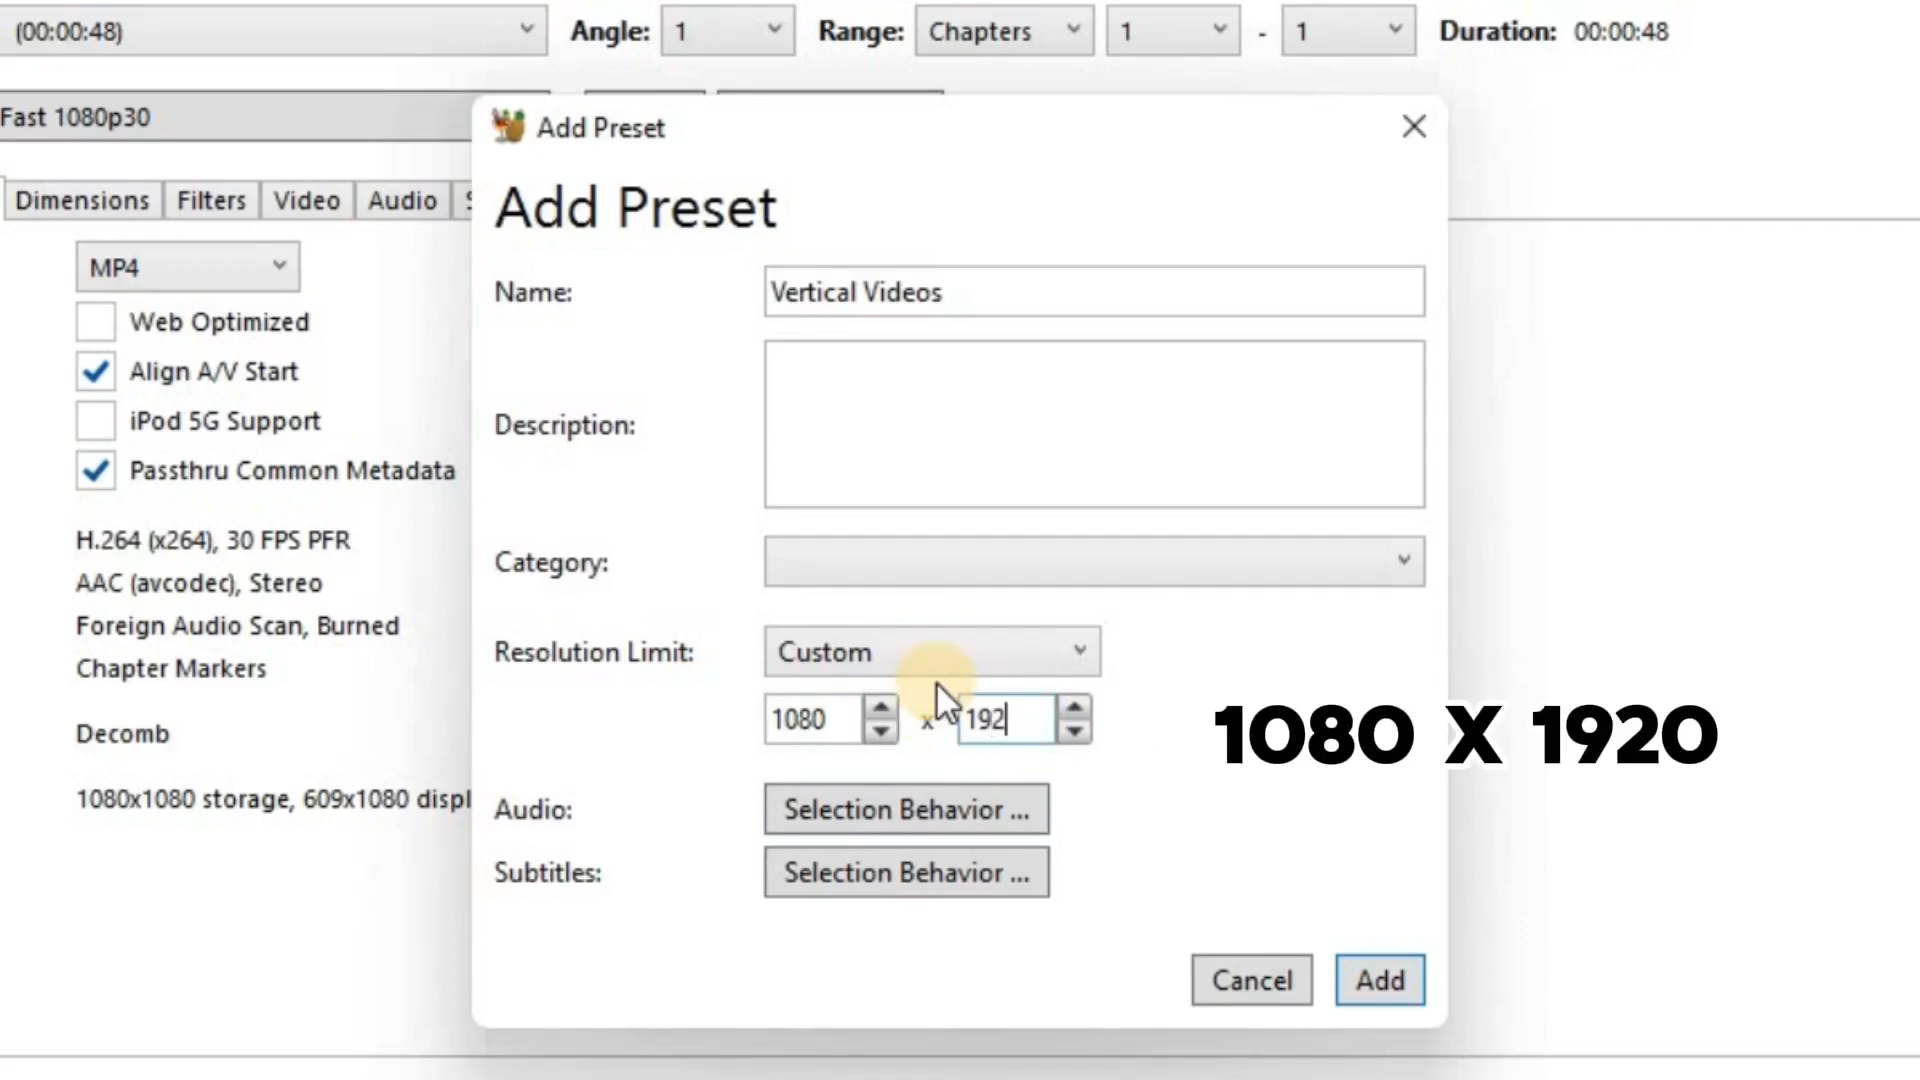 (00:00:48) Angle: 1 Range: Chapters 1 - 1 Duration: 00:00:48
Fast 1080p30
Dimensions Filters Video Audio
MP4
Web Optimized
Align A/V Start
iPod 5G Support
Passthru Common Metadata
H.264 (x264), 30 FPS PFR
AAC (avcodec), Stereo
Foreign Audio Scan, Burned
Chapter Markers
Decomb
1080x1080 storage, 609x1080 displ
Add Preset
Add Preset
Name: Vertical Videos
Description:
Category:
Resolution Limit: Custom
1080 x 192
Audio: Selection Behavior ...
Subtitles: Selection Behavior ...
Cancel Add
1080 X 1920